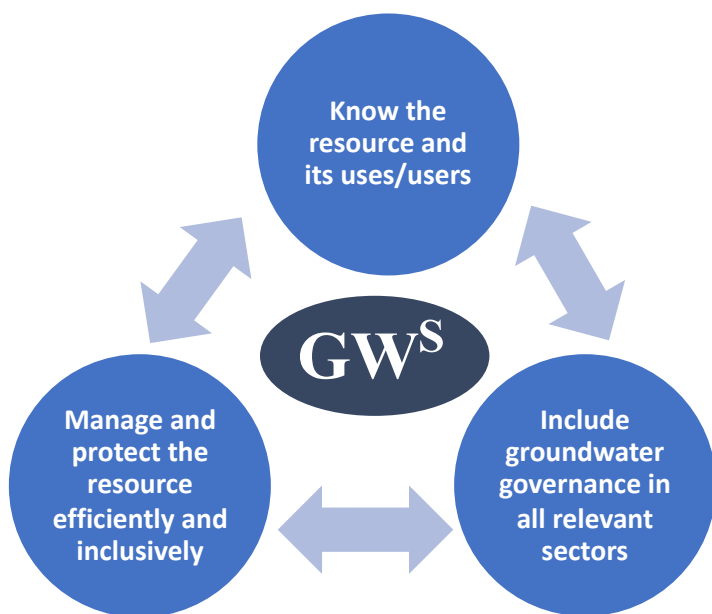 Know the
resource and
its uses/users
GWS
Manage and
protect the
resource
efficiently and
inclusively
Include
groundwater
governance in
all relevant
sectors